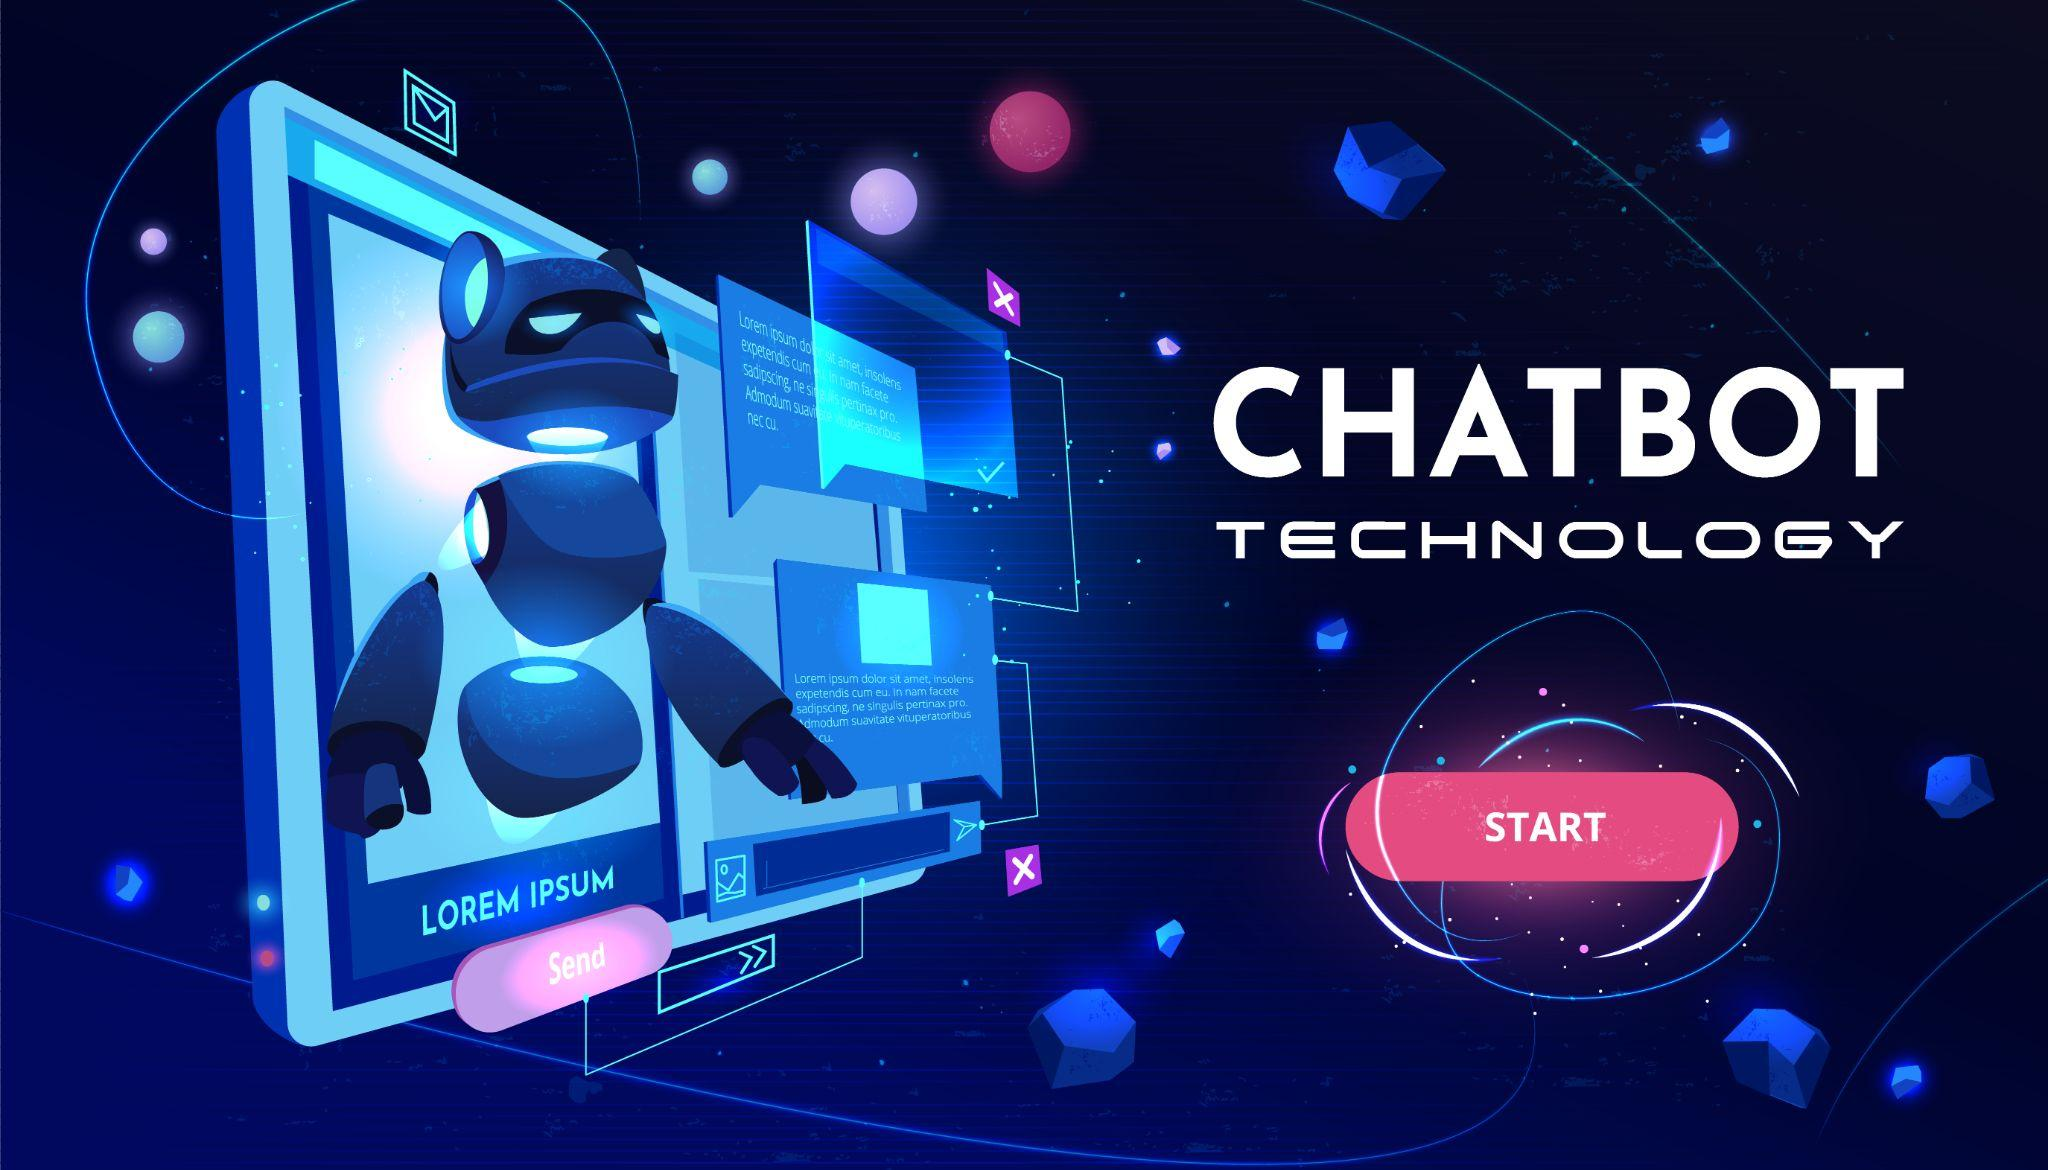 Lorem ipsum dolor sit amet, insolens
expetendis cum eu. In nam facete
sadipscing, ne singulis pertinax pro.
Admodum suavitate vituperatoribus
nec cu.
CHATBOT
TECHNOLOGY
Lorem ipsum dolor sit amet, insolens
expetendis cum eu. In nam facete
sadipscing, ne singulis pertinax pro.
Admodum suavitate vituperatoribus
cu.
START
LOREM IPSUM
Send